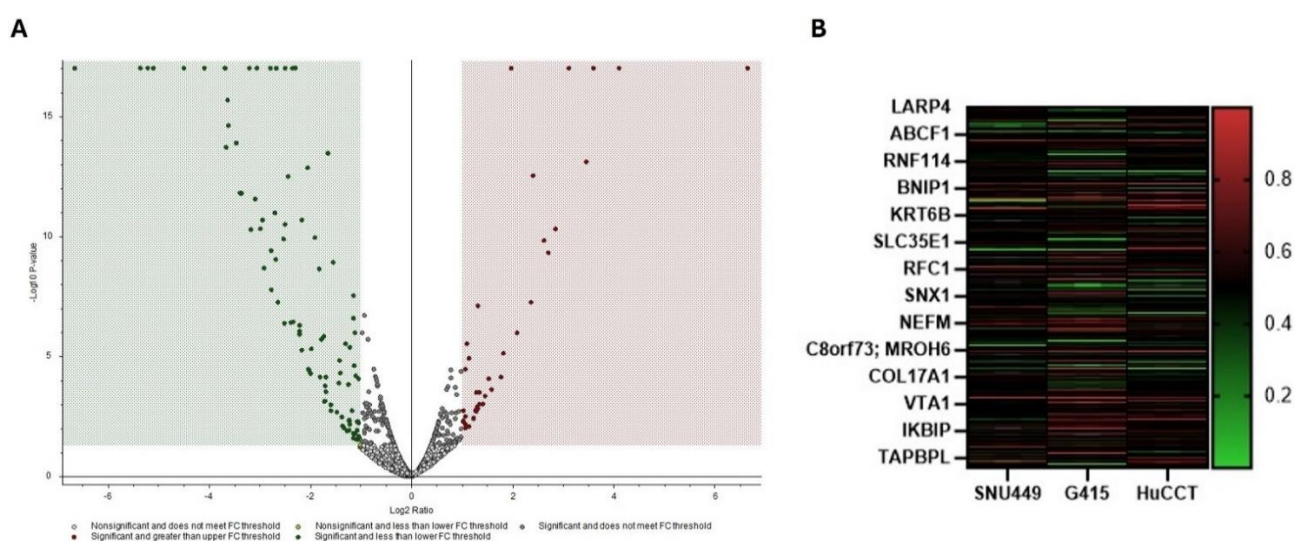 A
B
-Log10 P-value
15
10
5
0
-6
-4
-2
0
2
4
6
Log2 Ratio
Nonsignificant and does not meet FC threshold
Nonsignificant and less than lower FC threshold
Significant and does not meet FC threshold
Significant and greater than upper FC threshold
Significant and less than lower FC threshold
LARP4
ABCF1
RNF114
BNIP1
KRT6B
SLC35E1
RFC1
SNX1
NEFM
C8orf73; MROH6
COL17A1
VTA1
IKBIP
TAPBPL
SNU449
G415
HuCCT
0.8
0.6
0.4
0.2